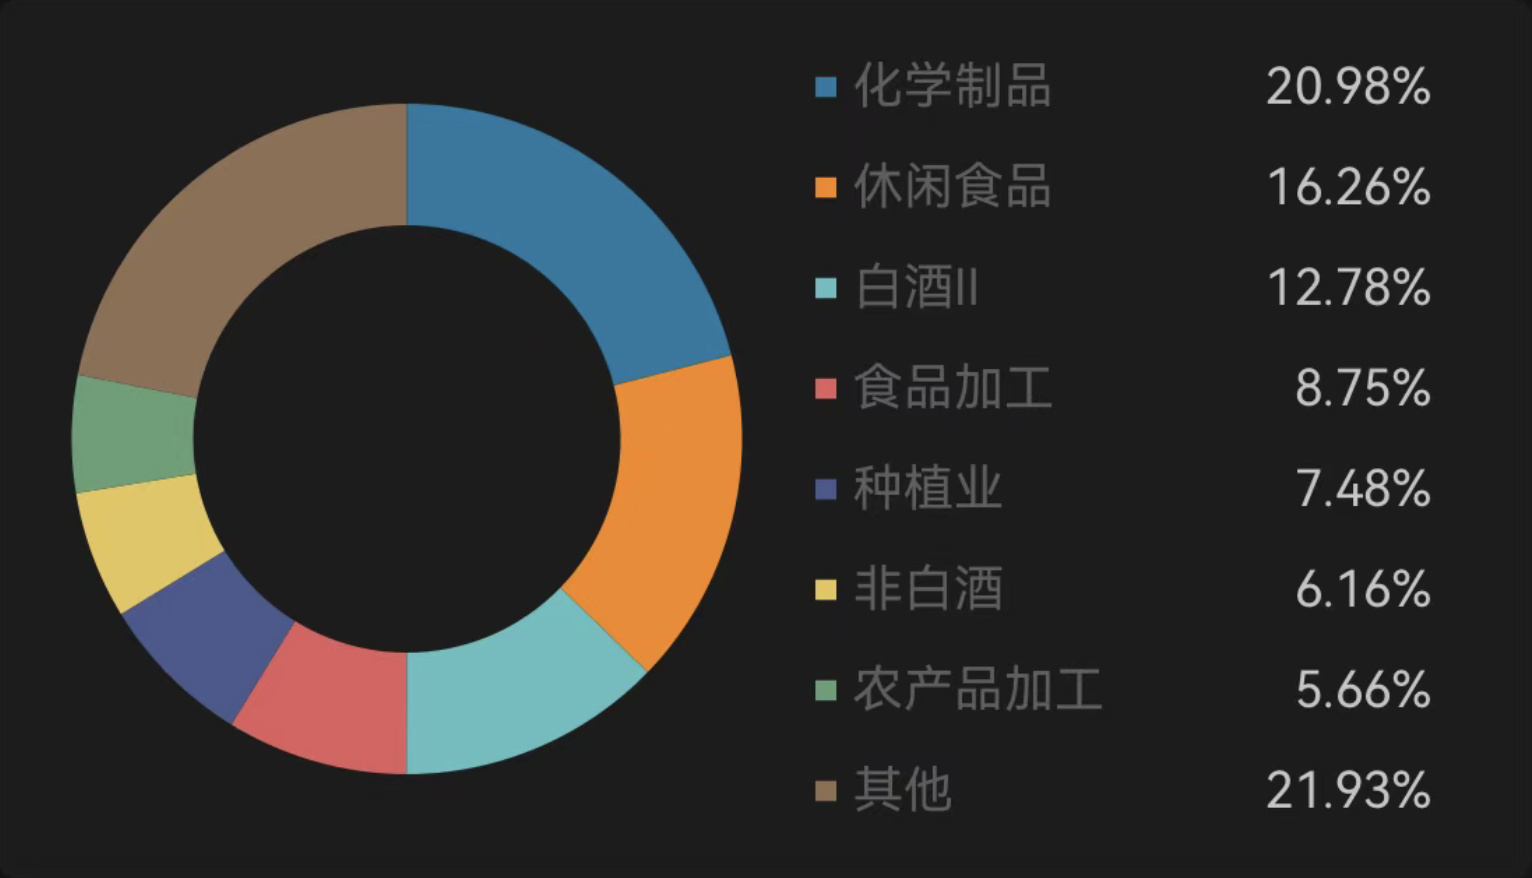 化学制品 20.98%
休闲食品 16.26%
白酒II 12.78%
食品加工 8.75%
种植业 7.48%
非白酒 6.16%
农产品加工 5.66%
其他 21.93%